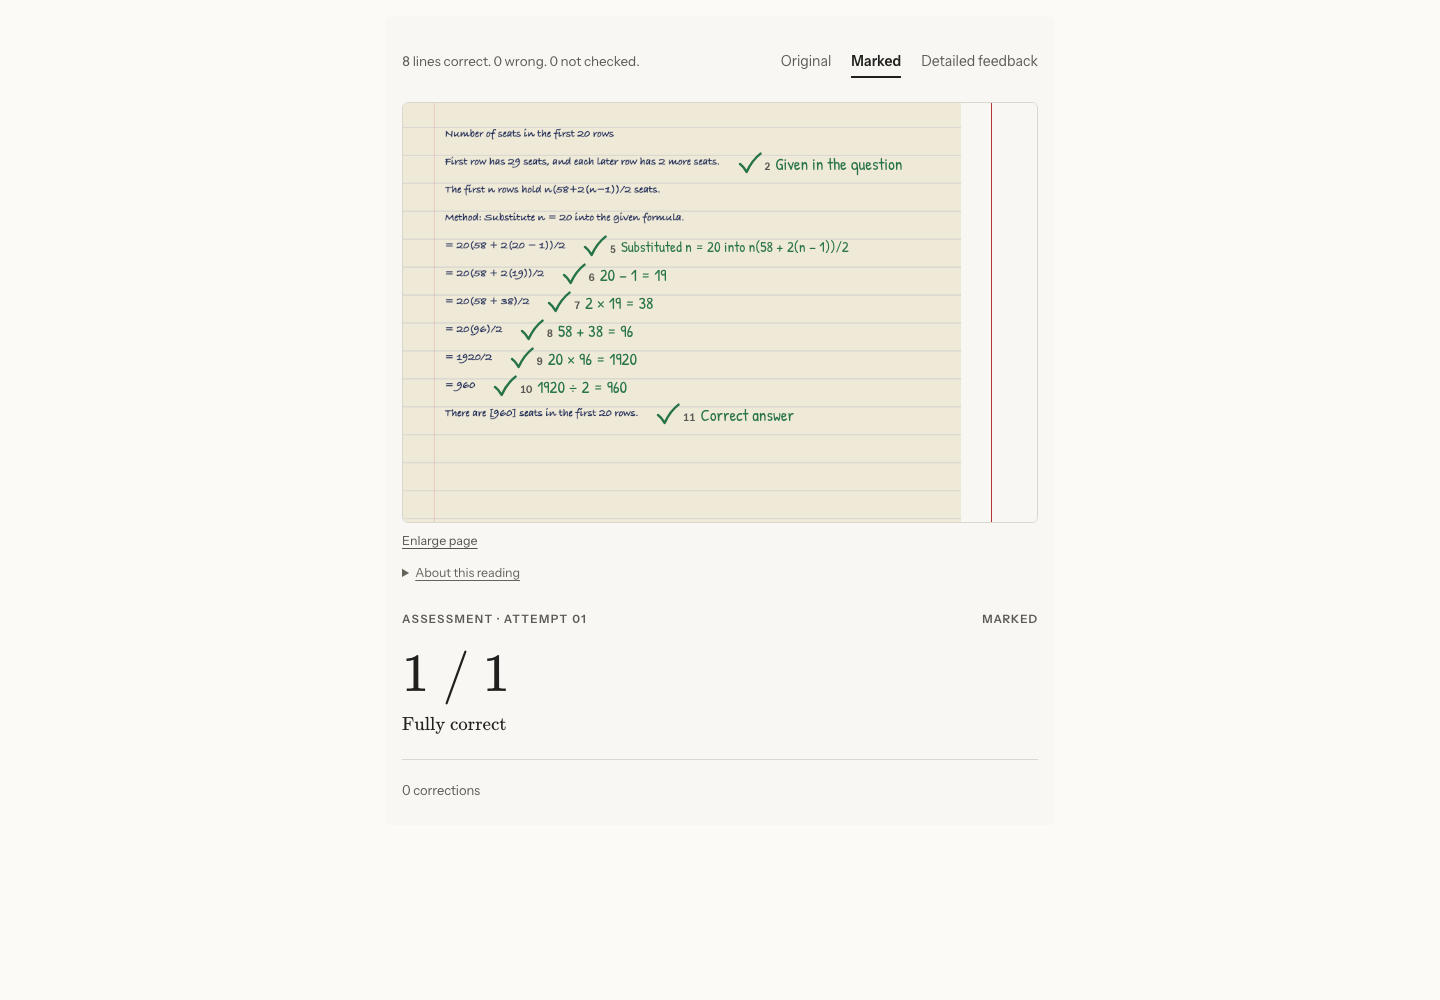 8 lines correct. 0 wrong. 0 not checked.
Original Marked Detailed feedback
Number of seats in the first 20 rows
First row has 29 seats, and each later row has 2 more seats. ✓ 2 Given in the question
The first n rows hold n(58+2(n−1))/2 seats.
Method: Substitute n = 20 into the given formula.
= 20(58 + 2(20 − 1))/2 ✓ 5 Substituted n = 20 into n(58 + 2(n − 1))/2
= 20(58 + 2(19))/2 ✓ 6 20 − 1 = 19
= 20(58 + 38)/2 ✓ 7 2 × 19 = 38
= 20(96)/2 ✓ 8 58 + 38 = 96
= 1920/2 ✓ 9 20 × 96 = 1920
= 960 ✓ 10 1920 ÷ 2 = 960
There are [960] seats in the first 20 rows. ✓ 11 Correct answer
Enlarge page
▶ About this reading
ASSESSMENT · ATTEMPT 01 MARKED
1 / 1
Fully correct
0 corrections